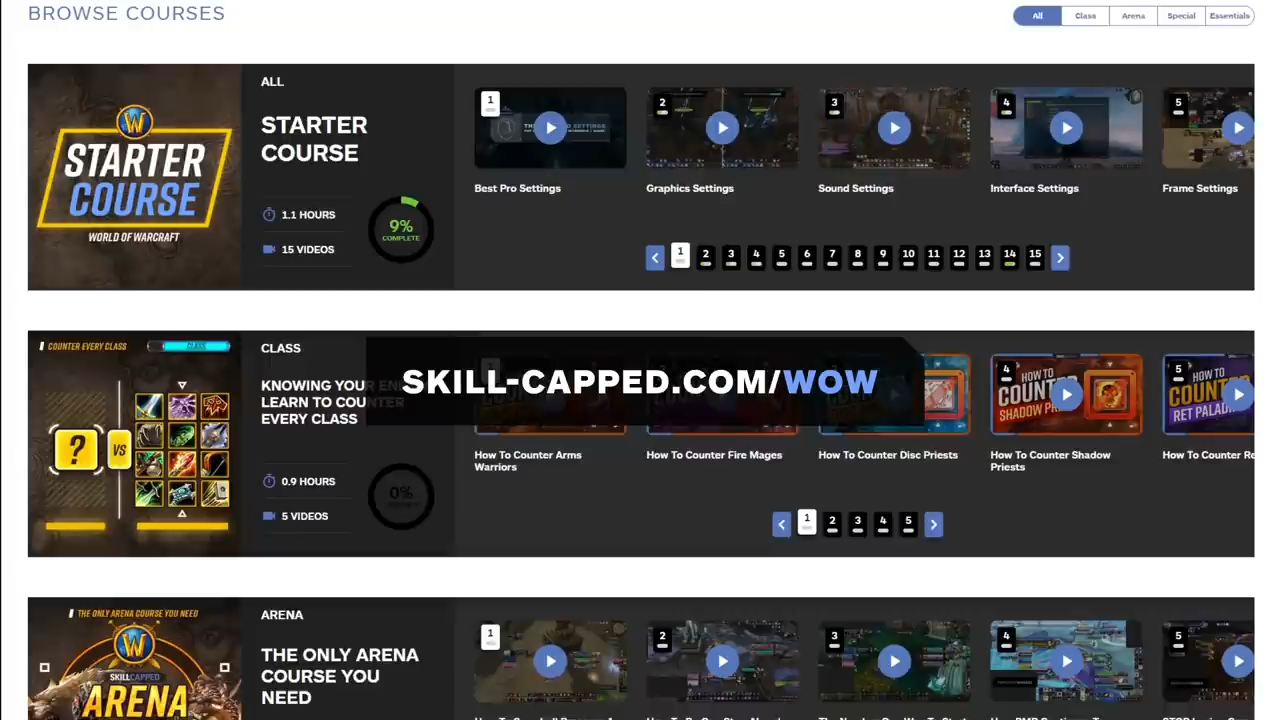 BROWSE COURSES
All
Class
Arena
Special
Essentials
STARTER
COURSE
WORLD OF WARCRAFT
ALL
STARTER
COURSE
1.1 HOURS
15 VIDEOS
9%
COMPLETE
1
2
3
4
5
Best Pro Settings
Graphics Settings
Sound Settings
Interface Settings
Frame Settings
1 2 3 4 5 6 7 8 9 10 11 12 13 14 15
COUNTER EVERY CLASS
CLASS
?
VS
CLASS
KNOWING YOUR
LEARN TO COUNTER
EVERY CLASS
0.9 HOURS
5 VIDEOS
0%
SKILL-CAPPED.COM/WOW
4
HOW TO
COUNTER
SHADOW
5
HOW TO
COUNTER
RET
How To Counter Arms
Warriors
How To Counter Fire Mages
How To Counter Disc Priests
How To Counter Shadow
Priests
How To Counter
1 2 3 4 5
THE ONLY ARENA COURSE YOU NEED
SKILLCAPPED
ARENA
ARENA
THE ONLY ARENA
COURSE YOU
NEED
1
2
3
4
5